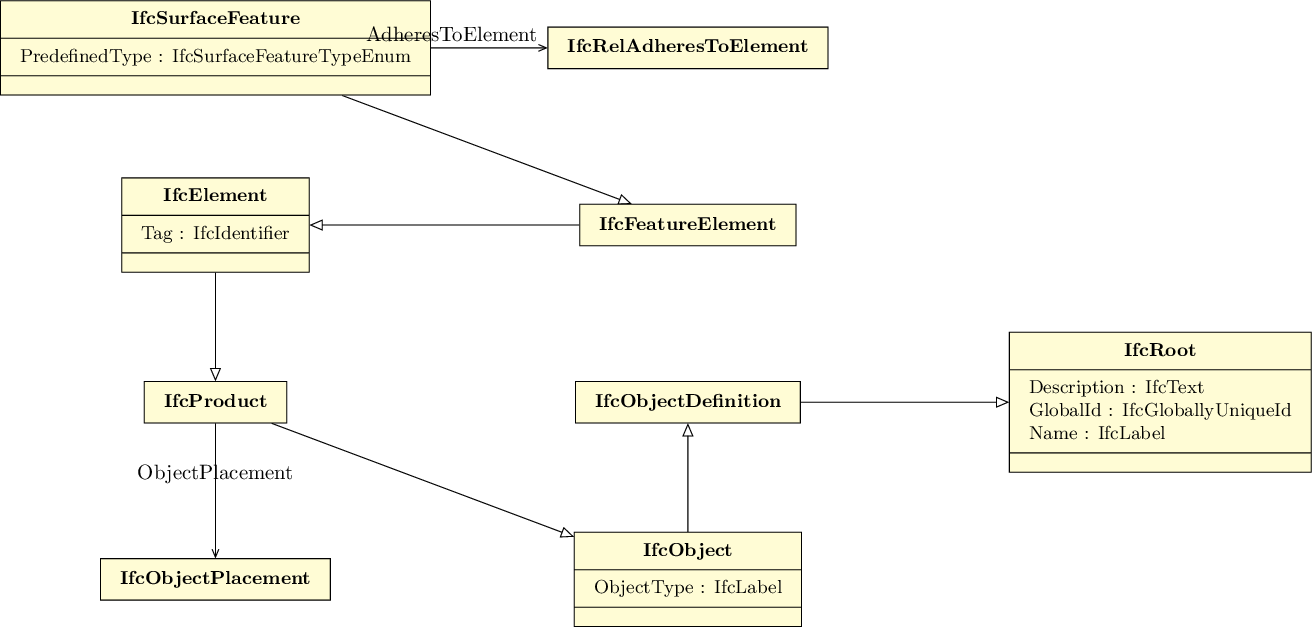 IfcSurfaceFeature
PredefinedType : IfcSurfaceFeatureTypeEnum
AdheresToElement
IfcRelAdheresToElement
IfcElement
Tag : IfcIdentifier
IfcFeatureElement
IfcProduct
IfcObjectDefinition
IfcRoot
Description : IfcText
GlobalId : IfcGloballyUniqueId
Name : IfcLabel
ObjectPlacement
IfcObjectPlacement
IfcObject
ObjectType : IfcLabel